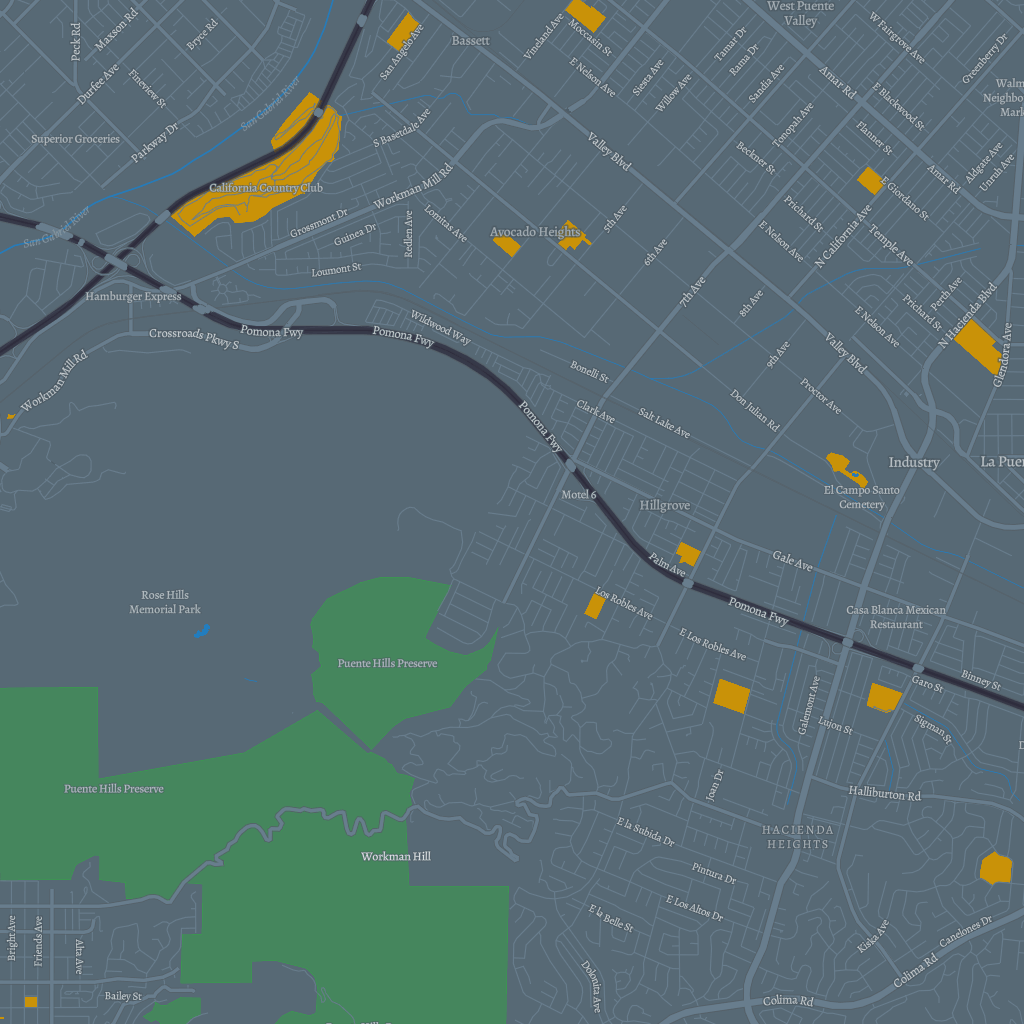 West Puente
Valley
Peck Rd
Maxson Rd
Bryce Rd
Bassett
Vineland Ave
Moccasin St
San Angelo Ave
Tamar Dr
Rama Dr
W Fairgrove Ave
Greenberry Dr
Durfee Ave
Fineview St
E Nelson Ave
Siesta Ave
Willow Ave
Sandia Ave
Amar Rd
E Blackwood St
San Gabriel River
Superior Groceries
Parkway Dr
S Basetdale Ave
Valley Blvd
Tonopah Ave
Flanner St
Beckner St
Aldgate Ave
Unruh Ave
Amar Rd
California Country Club
Workman Mill Rd
E Giordano St
Grossmont Dr
Guinea Dr
Redlen Ave
Lomitas Ave
Avocado Heights
5th Ave
6th Ave
Prichard St
E Nelson Ave
N California Ave
Temple Ave
San Gabriel River
Loumont St
Hamburger Express
7th Ave
8th Ave
Perth Ave
Prichard St
N Hacienda Blvd
E Nelson Ave
Crossroads Pkwy S
Pomona Fwy
Pomona Fwy
Wildwood Way
Glendora Ave
Valley Blvd
9th Ave
Workman Mill Rd
Bonelli St
Proctor Ave
Don Julian Rd
Clark Ave
Salt Lake Ave
Pomona Fwy
Industry
La Puen
El Campo Santo
Cemetery
Motel 6
Hillgrove
Palm Ave
Gale Ave
Rose Hills
Memorial Park
Los Robles Ave
Pomona Fwy
Casa Blanca Mexican
Restaurant
E Los Robles Ave
Puente Hills Preserve
Binney St
Garo St
Galemont Ave
Lujon St
Sigman St
Puente Hills Preserve
Joan Dr
Halliburton Rd
HACIENDA
HEIGHTS
E la Subida Dr
Workman Hill
Pintura Dr
E Los Altos Dr
E la Belle St
Bright Ave
Friends Ave
Alta Ave
Kiska Ave
Canelones Dr
Colima Rd
Dolonita Ave
Bailey St
Colima Rd